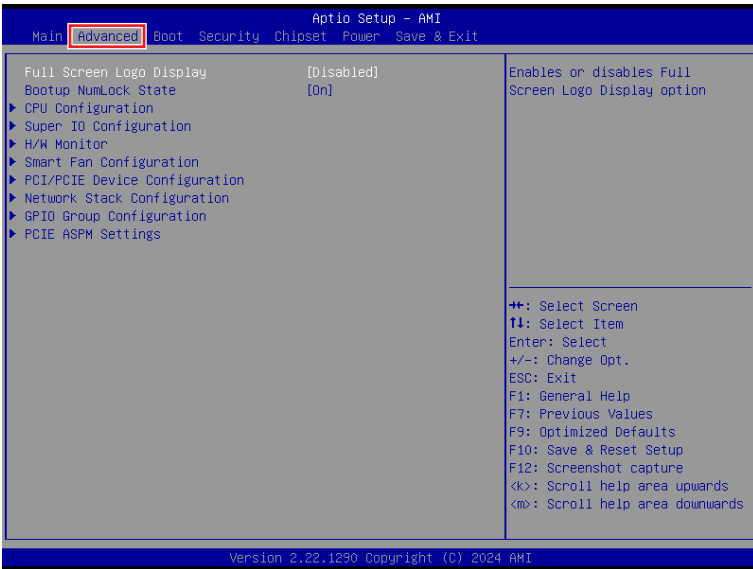 Aptio Setup - AMI
Main Advanced Boot Security Chipset Power Save & Exit
Full Screen Logo Display [Disabled]
Bootup NumLock State [On]
▶ CPU Configuration
▶ Super IO Configuration
▶ H/W Monitor
▶ Smart Fan Configuration
▶ PCI/PCIE Device Configuration
▶ Network Stack Configuration
▶ GPIO Group Configuration
▶ PCIE ASPM Settings
Enables or disables Full
Screen Logo Display option
→←: Select Screen
↑↓: Select Item
Enter: Select
+/-: Change Opt.
ESC: Exit
F1: General Help
F7: Previous Values
F9: Optimized Defaults
F10: Save & Reset Setup
F12: Screenshot capture
<k>: Scroll help area upwards
<m>: Scroll help area downwards
Version 2.22.1290 Copyright (C) 2024 AMI